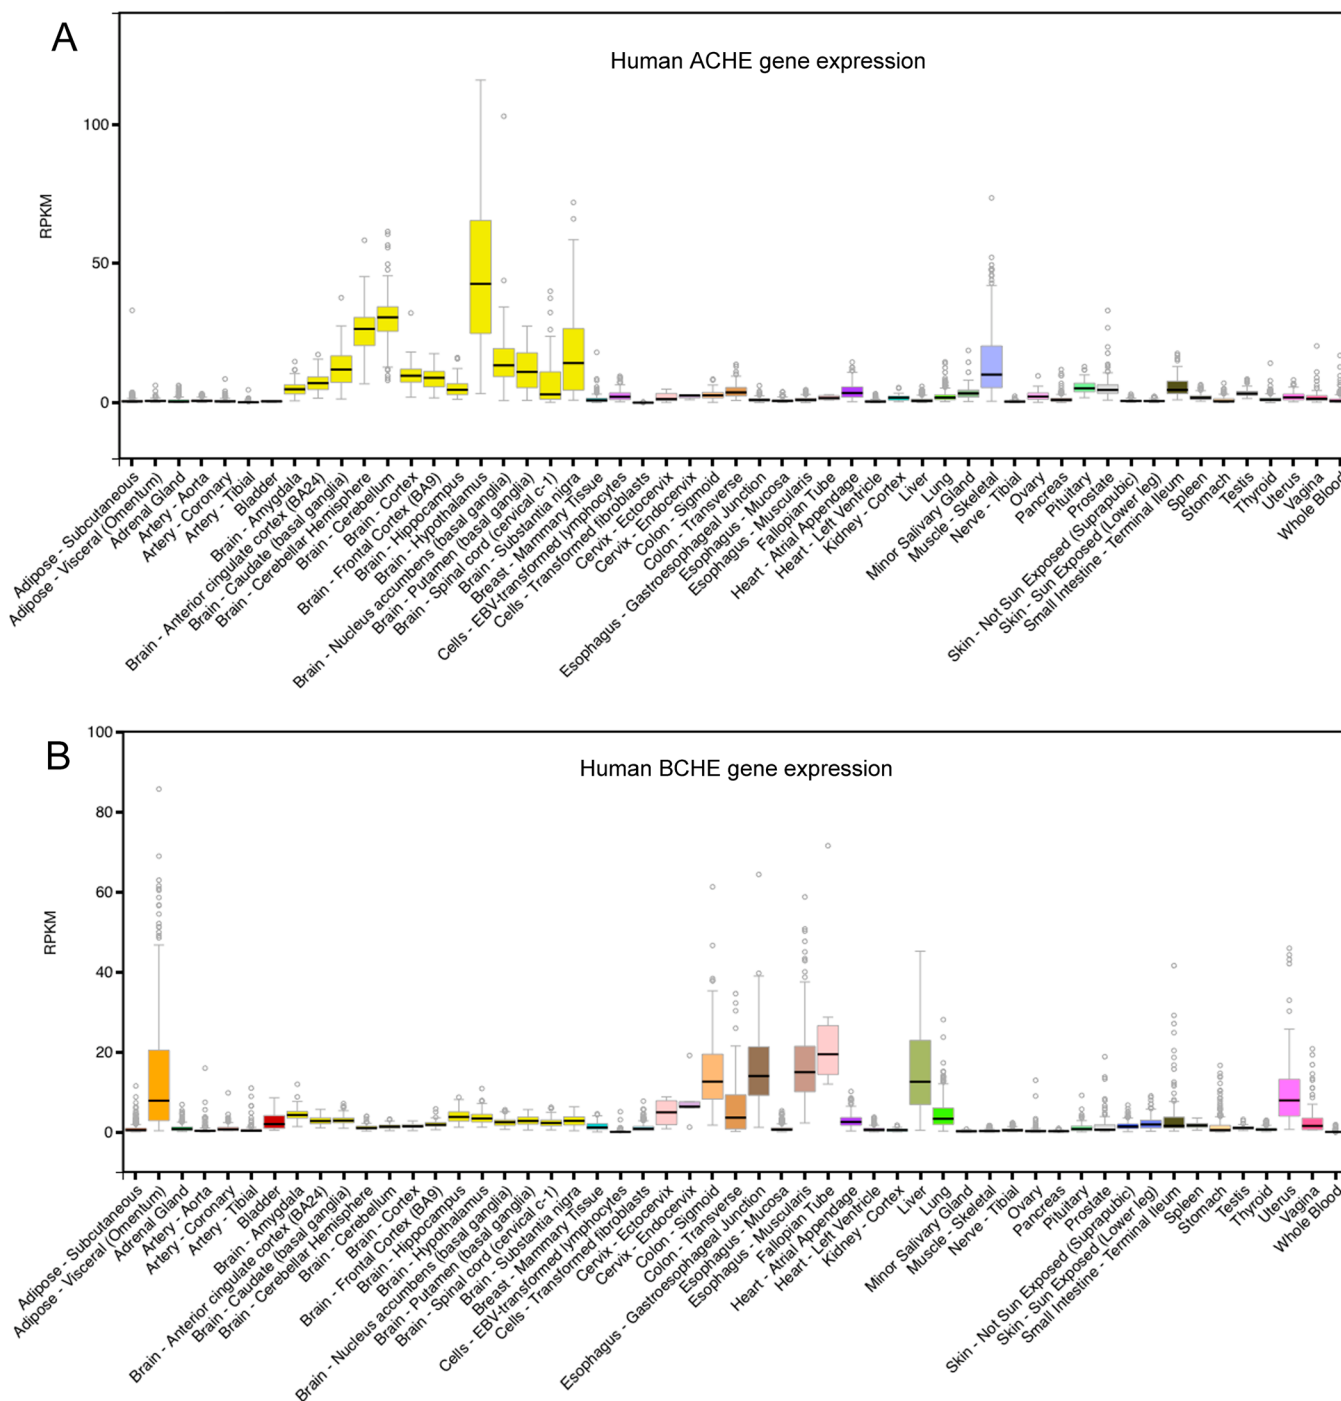 A
Human ACHE gene expression
100
50
0
RPKM
Adipose - Subcutaneous
Adipose - Visceral (Omentum)
Adrenal Gland
Artery - Aorta
Artery - Coronary
Artery - Tibial
Bladder
Brain - Amygdala
Brain - Anterior cingulate cortex (BA24)
Brain - Caudate (basal ganglia)
Brain - Cerebellar Hemisphere
Brain - Cerebellum
Brain - Cortex
Brain - Frontal Cortex (BA9)
Brain - Hippocampus
Brain - Hypothalamus
Brain - Nucleus accumbens (basal ganglia)
Brain - Putamen (basal ganglia)
Brain - Spinal cord (cervical c-1)
Brain - Substantia nigra
Breast - Mammary Tissue
Cells - EBV-transformed lymphocytes
Cells - Transformed fibroblasts
Cervix - Ectocervix
Cervix - Endocervix
Colon - Sigmoid
Colon - Transverse
Esophagus - Gastroesophageal Junction
Esophagus - Mucosa
Esophagus - Muscularis
Fallopian Tube
Heart - Atrial Appendage
Heart - Left Ventricle
Kidney - Cortex
Liver
Lung
Minor Salivary Gland
Muscle - Skeletal
Nerve - Tibial
Ovary
Pancreas
Pituitary
Prostate
Skin - Not Sun Exposed (Suprapubic)
Skin - Sun Exposed (Lower leg)
Small Intestine - Terminal Ileum
Spleen
Stomach
Testis
Thyroid
Uterus
Vagina
Whole Blood
B
Human BCHE gene expression
100
80
60
40
20
0
RPKM
Adipose - Subcutaneous
Adipose - Visceral (Omentum)
Adrenal Gland
Artery - Aorta
Artery - Coronary
Artery - Tibial
Bladder
Brain - Amygdala
Brain - Anterior cingulate cortex (BA24)
Brain - Caudate (basal ganglia)
Brain - Cerebellar Hemisphere
Brain - Cerebellum
Brain - Cortex
Brain - Frontal Cortex (BA9)
Brain - Hippocampus
Brain - Hypothalamus
Brain - Nucleus accumbens (basal ganglia)
Brain - Putamen (basal ganglia)
Brain - Spinal cord (cervical c-1)
Brain - Substantia nigra
Breast - Mammary Tissue
Cells - EBV-transformed lymphocytes
Cells - Transformed fibroblasts
Cervix - Ectocervix
Cervix - Endocervix
Colon - Sigmoid
Colon - Transverse
Esophagus - Gastroesophageal Junction
Esophagus - Mucosa
Esophagus - Muscularis
Fallopian Tube
Heart - Atrial Appendage
Heart - Left Ventricle
Kidney - Cortex
Liver
Lung
Minor Salivary Gland
Muscle - Skeletal
Nerve - Tibial
Ovary
Pancreas
Pituitary
Prostate
Skin - Not Sun Exposed (Suprapubic)
Skin - Sun Exposed (Lower leg)
Small Intestine - Terminal Ileum
Spleen
Stomach
Testis
Thyroid
Uterus
Vagina
Whole Blood